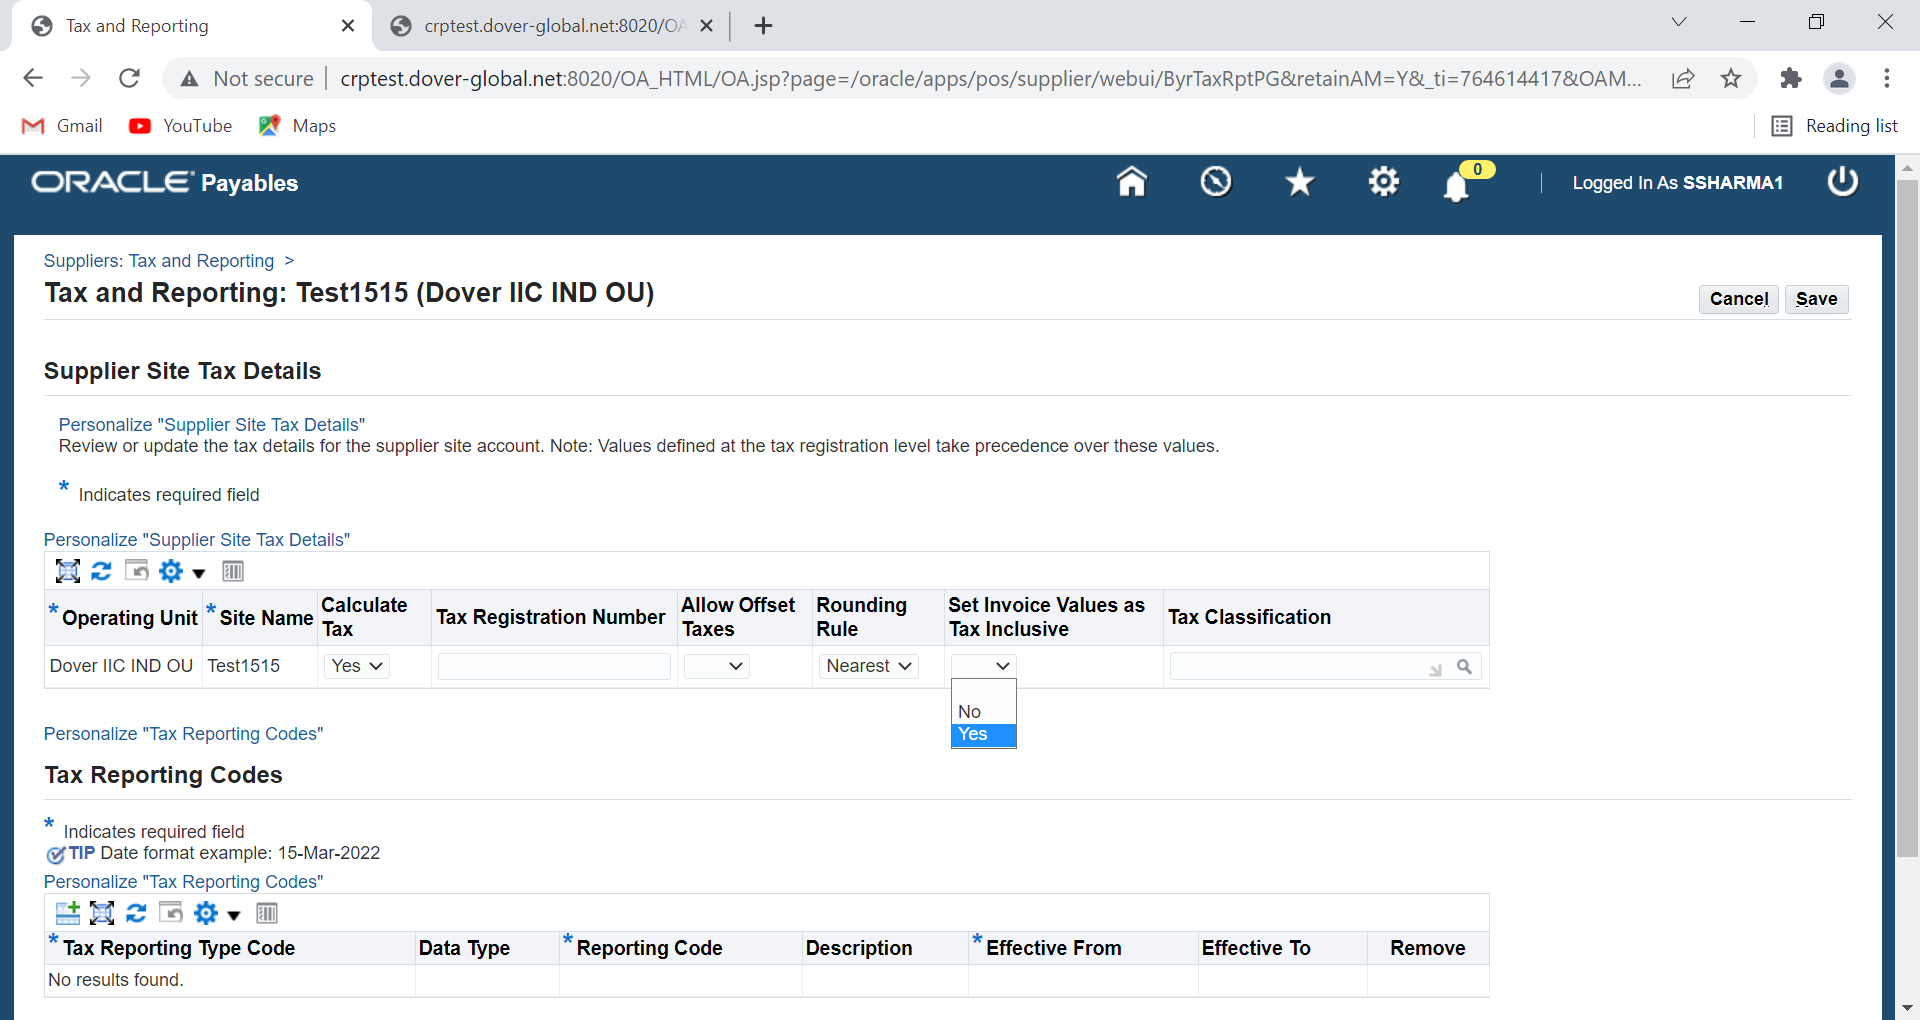 Tax and Reporting
crptest.dover-global.net:8020/OA
Not secure
crptest.dover-global.net:8020/OA_HTML/OA.jsp?page=/oracle/apps/pos/supplier/webui/ByrTaxRptPG&retainAM=Y&_ti=764614417&OAM...
Gmail
YouTube
Maps
Reading list
ORACLE Payables
0
Logged In As SSHARMA1
Suppliers: Tax and Reporting >
Tax and Reporting: Test1515 (Dover IIC IND OU)
Cancel
Save
Supplier Site Tax Details
Personalize "Supplier Site Tax Details"
Review or update the tax details for the supplier site account. Note: Values defined at the tax registration level take precedence over these values.
* Indicates required field
Personalize "Supplier Site Tax Details"
* Operating Unit
* Site Name
Calculate
Tax
Tax Registration Number
Allow Offset
Taxes
Rounding
Rule
Set Invoice Values as
Tax Inclusive
Tax Classification
Dover IIC IND OU
Test1515
Yes
Nearest
No
Yes
Personalize "Tax Reporting Codes"
Tax Reporting Codes
* Indicates required field
TIP Date format example: 15-Mar-2022
Personalize "Tax Reporting Codes"
* Tax Reporting Type Code
Data Type
* Reporting Code
Description
* Effective From
Effective To
Remove
No results found.